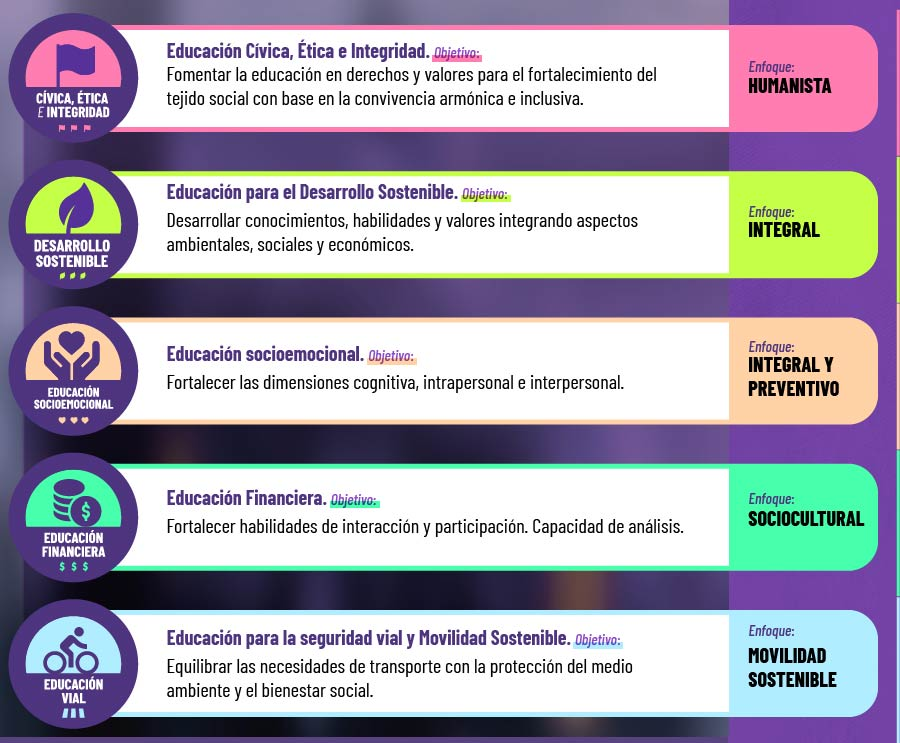 CÍVICA, ÉTICA
E INTEGRIDAD
Educación Cívica, Ética e Integridad. Objetivo:
Fomentar la educación en derechos y valores para el fortalecimiento del
tejido social con base en la convivencia armónica e inclusiva.
Enfoque:
HUMANISTA
DESARROLLO
SOSTENIBLE
Educación para el Desarrollo Sostenible. Objetivo:
Desarrollar conocimientos, habilidades y valores integrando aspectos
ambientales, sociales y económicos.
Enfoque:
INTEGRAL
EDUCACIÓN
SOCIOEMOCIONAL
Educación socioemocional. Objetivo:
Fortalecer las dimensiones cognitiva, intrapersonal e interpersonal.
Enfoque:
INTEGRAL Y
PREVENTIVO
$
EDUCACIÓN
FINANCIERA
$ $ $
Educación Financiera. Objetivo:
Fortalecer habilidades de interacción y participación. Capacidad de análisis.
Enfoque:
SOCIOCULTURAL
EDUCACIÓN
VIAL
Educación para la seguridad vial y Movilidad Sostenible. Objetivo:
Equilibrar las necesidades de transporte con la protección del medio
ambiente y el bienestar social.
Enfoque:
MOVILIDAD
SOSTENIBLE